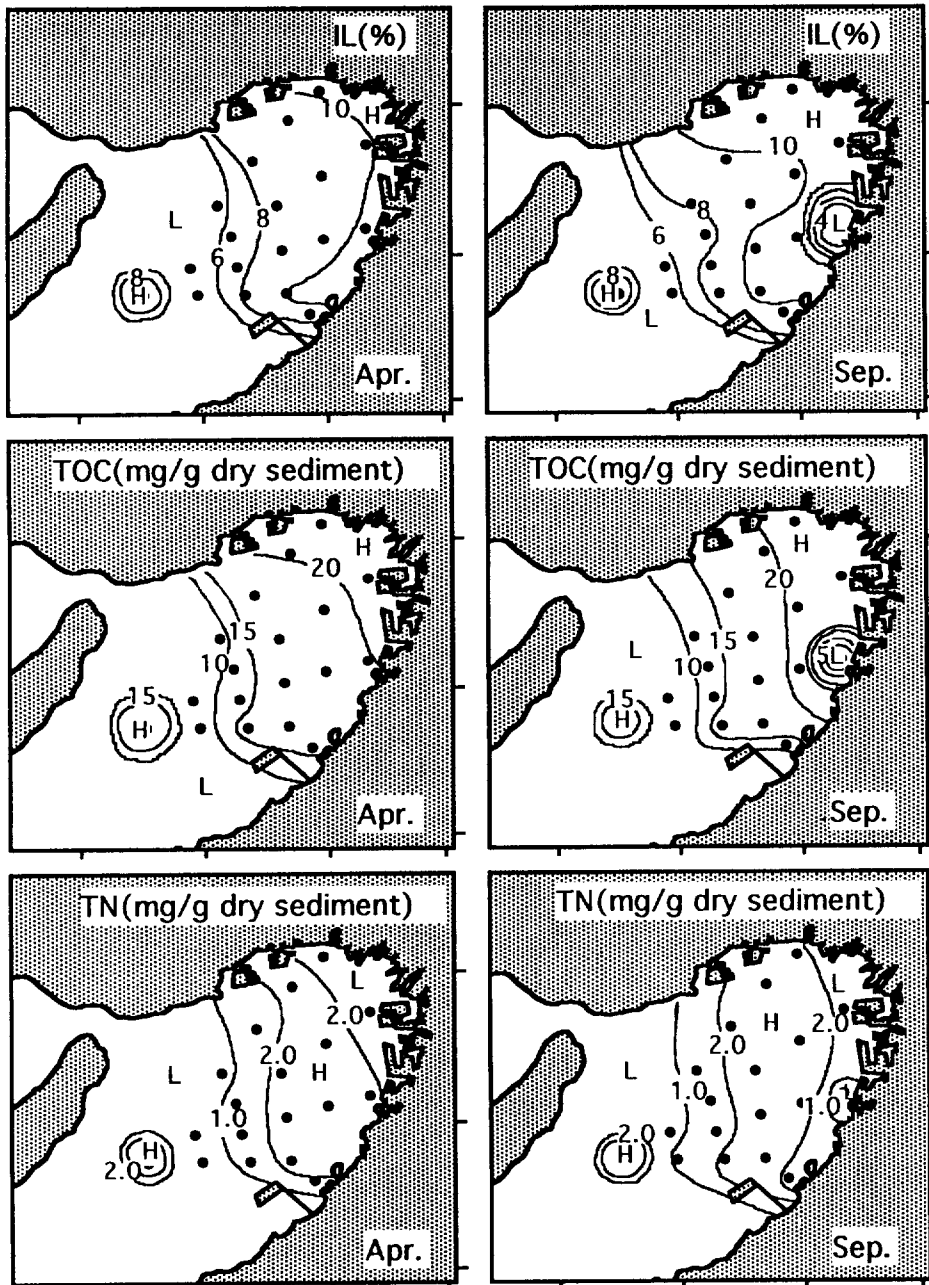 IL(%)
10
H
8
L
6
8
H
Apr.
IL(%)
H
10
4L
8
6
8
H
L
Sep.
TOC(mg/g dry sediment)
H
20
15
10
15
H
L
Apr.
TOC(mg/g dry sediment)
H
20
15
L
5L
10
15
H
Sep.
TN(mg/g dry sediment)
L
2.0
2.0
H
L
1.0
H
2.0
Apr.
TN(mg/g dry sediment)
L
H
2.0
2.0
L
1.0
1.0
2.0
H
Sep.